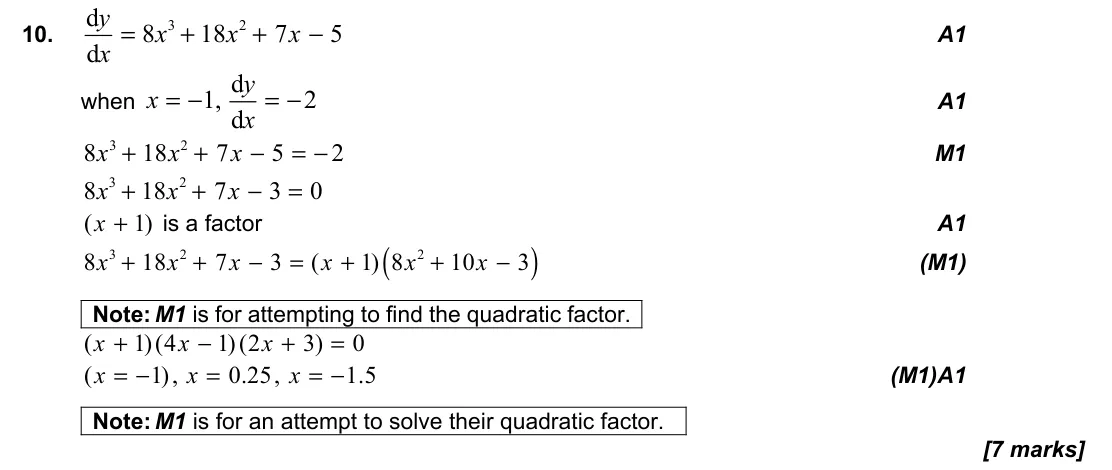 10. dy/dx = 8x³ + 18x² + 7x − 5 A1
when x = −1, dy/dx = −2 A1
8x³ + 18x² + 7x − 5 = −2 M1
8x³ + 18x² + 7x − 3 = 0
(x + 1) is a factor A1
8x³ + 18x² + 7x − 3 = (x + 1)(8x² + 10x − 3) (M1)
Note: M1 is for attempting to find the quadratic factor.
(x + 1)(4x − 1)(2x + 3) = 0
(x = −1), x = 0.25, x = −1.5 (M1)A1
Note: M1 is for an attempt to solve their quadratic factor.
[7 marks]